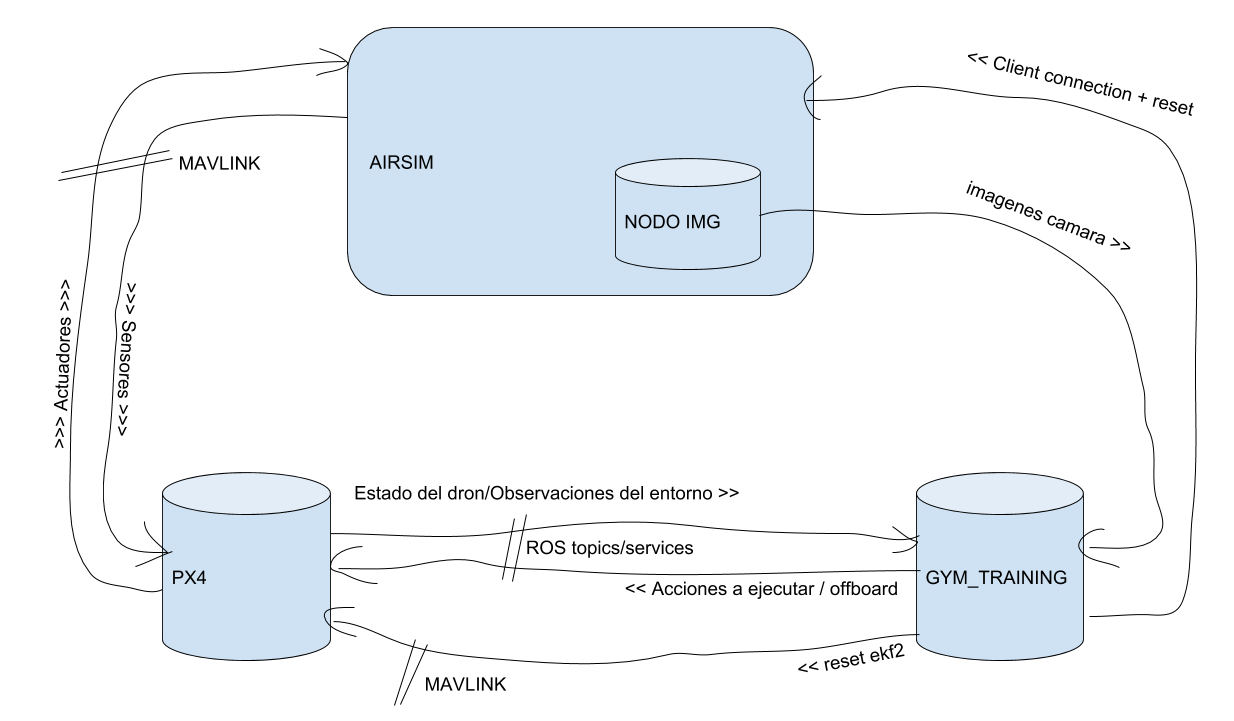 << Client connection + reset
MAVLINK
AIRSIM
imagenes camara >>
NODO IMG
>>> Actuadores >>>
>>> Sensores >>>
Estado del dron/Observaciones del entorno >>
ROS topics/services
PX4
GYM_TRAINING
<< Acciones a ejecutar / offboard
<< reset ekf2
MAVLINK